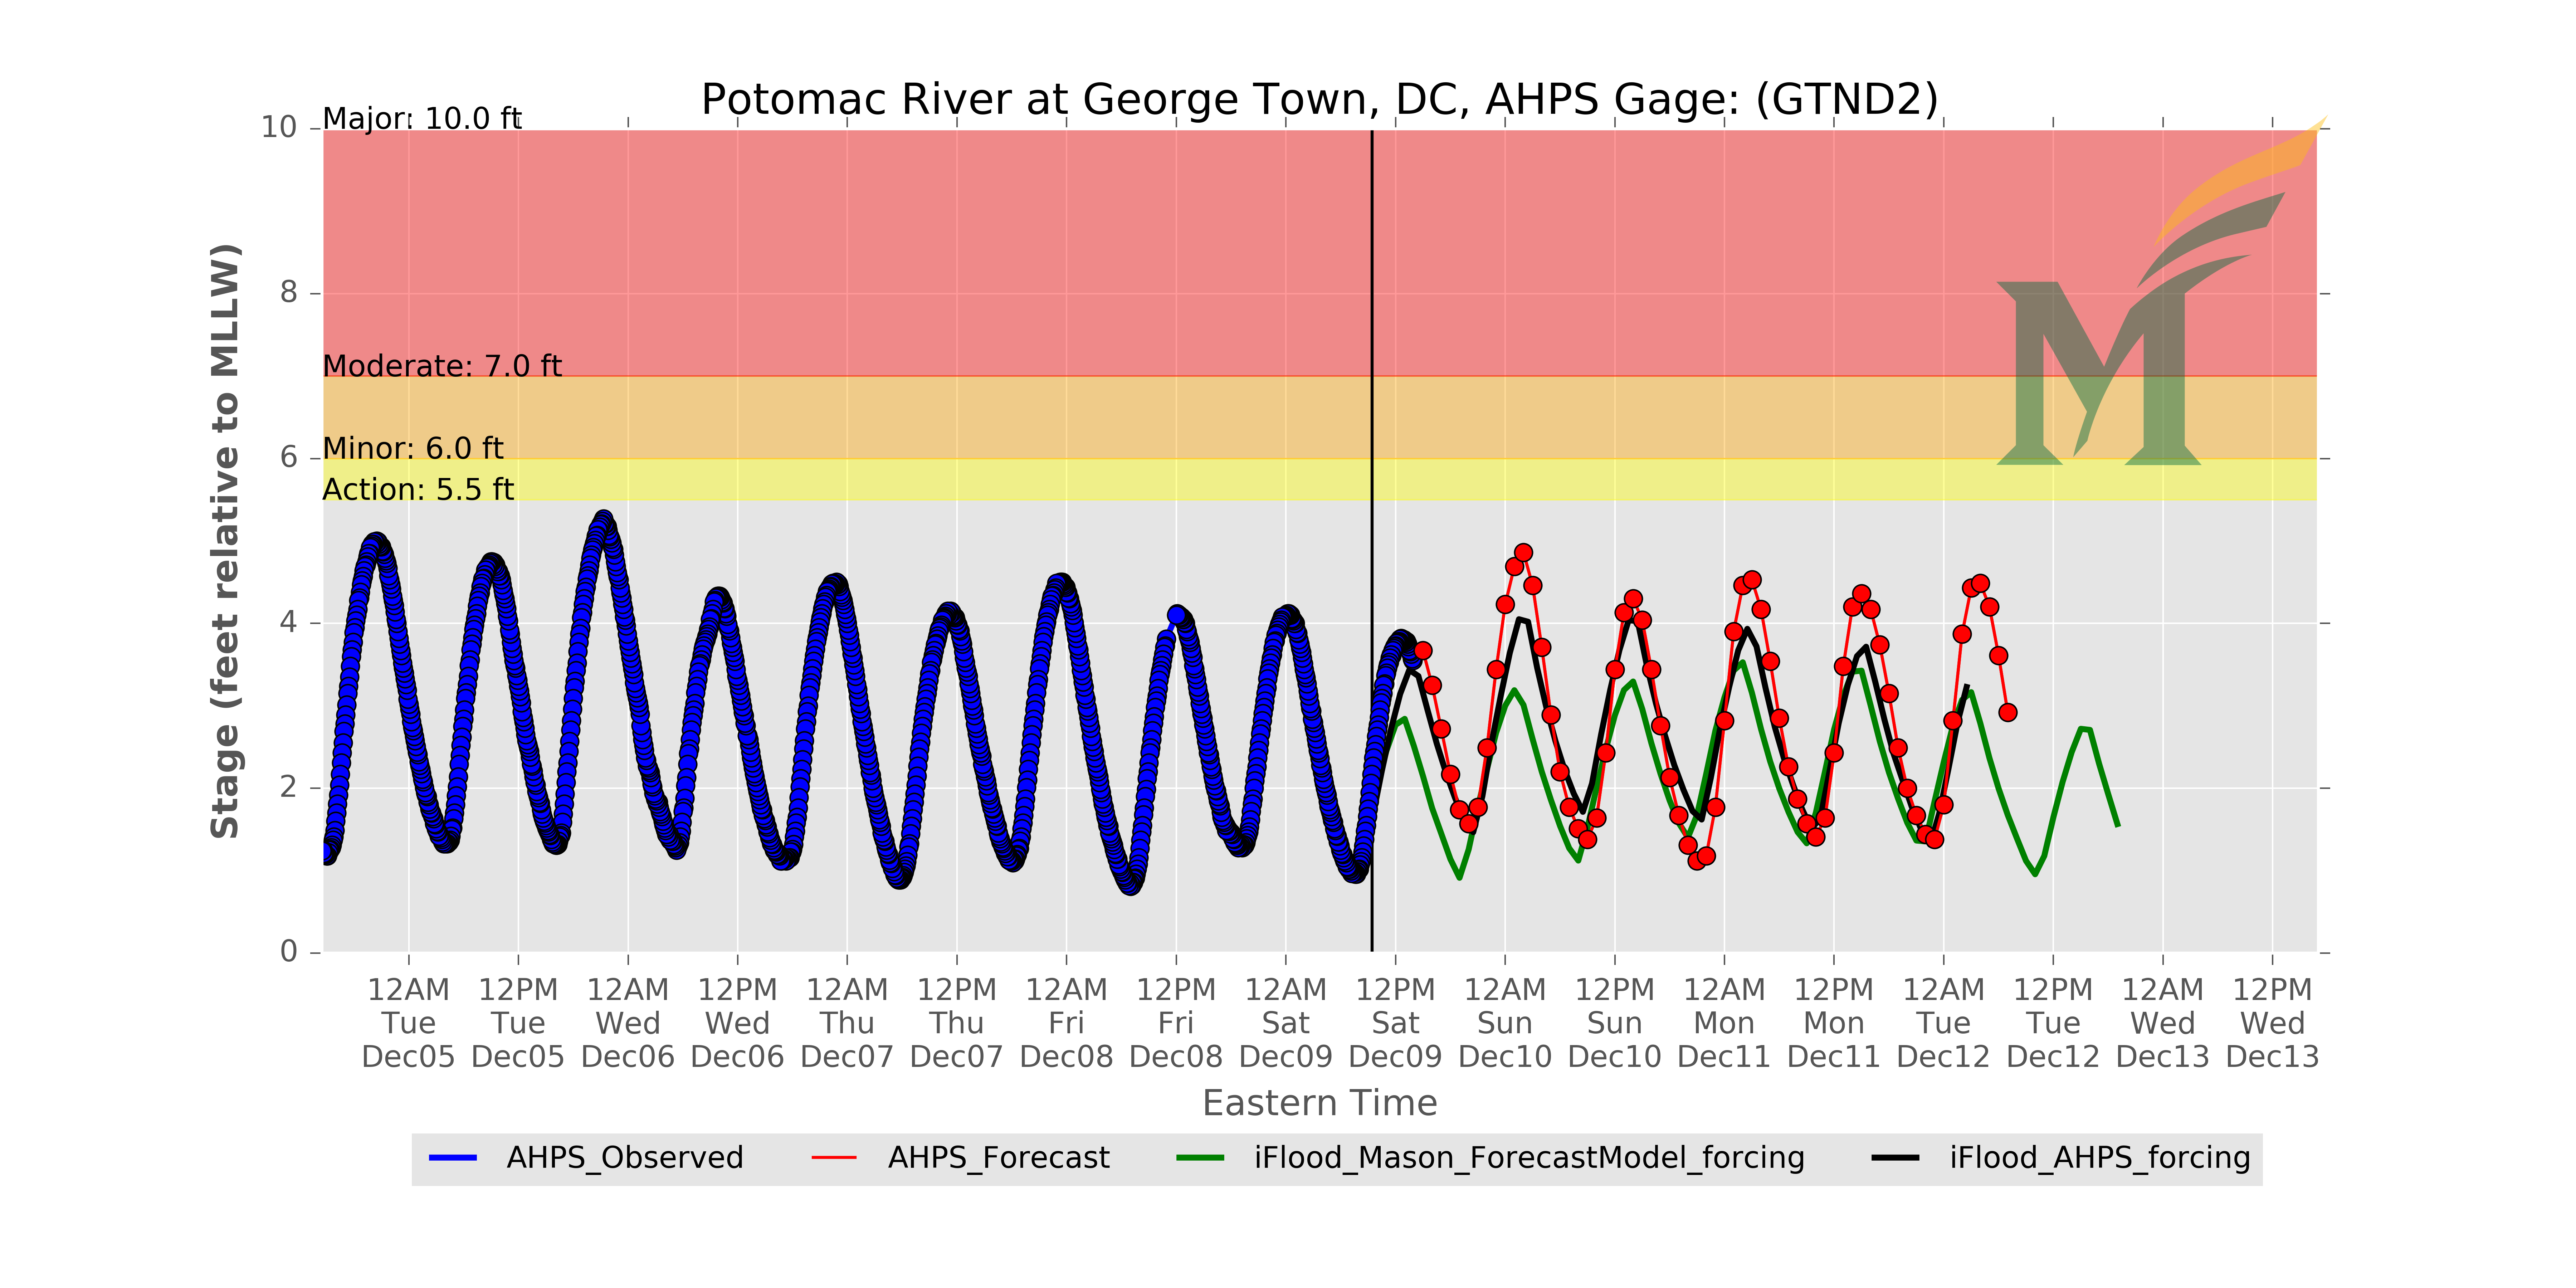 Potomac River at George Town, DC, AHPS Gage: (GTND2)
Major: 10.0 ft
Moderate: 7.0 ft
Minor: 6.0 ft
Action: 5.5 ft
10
8
6
4
2
0
Stage (feet relative to MLLW)
12AM 12PM 12AM 12PM 12AM 12PM 12AM 12PM 12AM 12PM 12AM 12PM 12AM 12PM 12AM 12PM 12AM 12PM
Tue Tue Wed Wed Thu Thu Fri Fri Sat Sat Sun Sun Mon Mon Tue Tue Wed Wed
Dec05 Dec05 Dec06 Dec06 Dec07 Dec07 Dec08 Dec08 Dec09 Dec09 Dec10 Dec10 Dec11 Dec11 Dec12 Dec12 Dec13 Dec13
Eastern Time
AHPS_Observed AHPS_Forecast iFlood_Mason_ForecastModel_forcing iFlood_AHPS_forcing
M